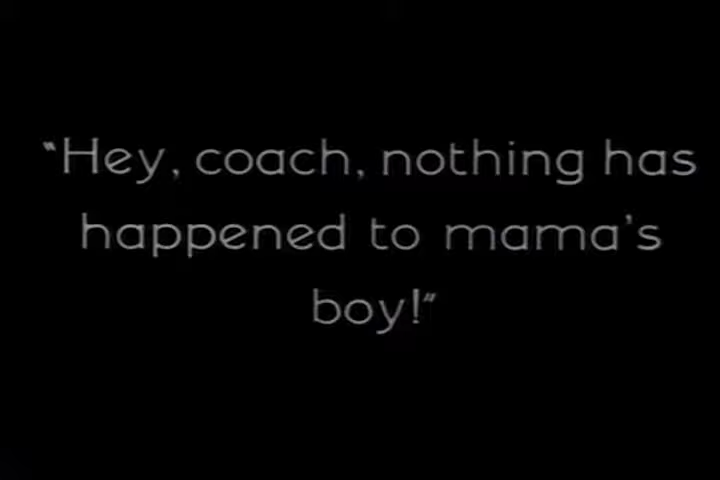 “Hey, coach, nothing has
happened to mama's
boy!”